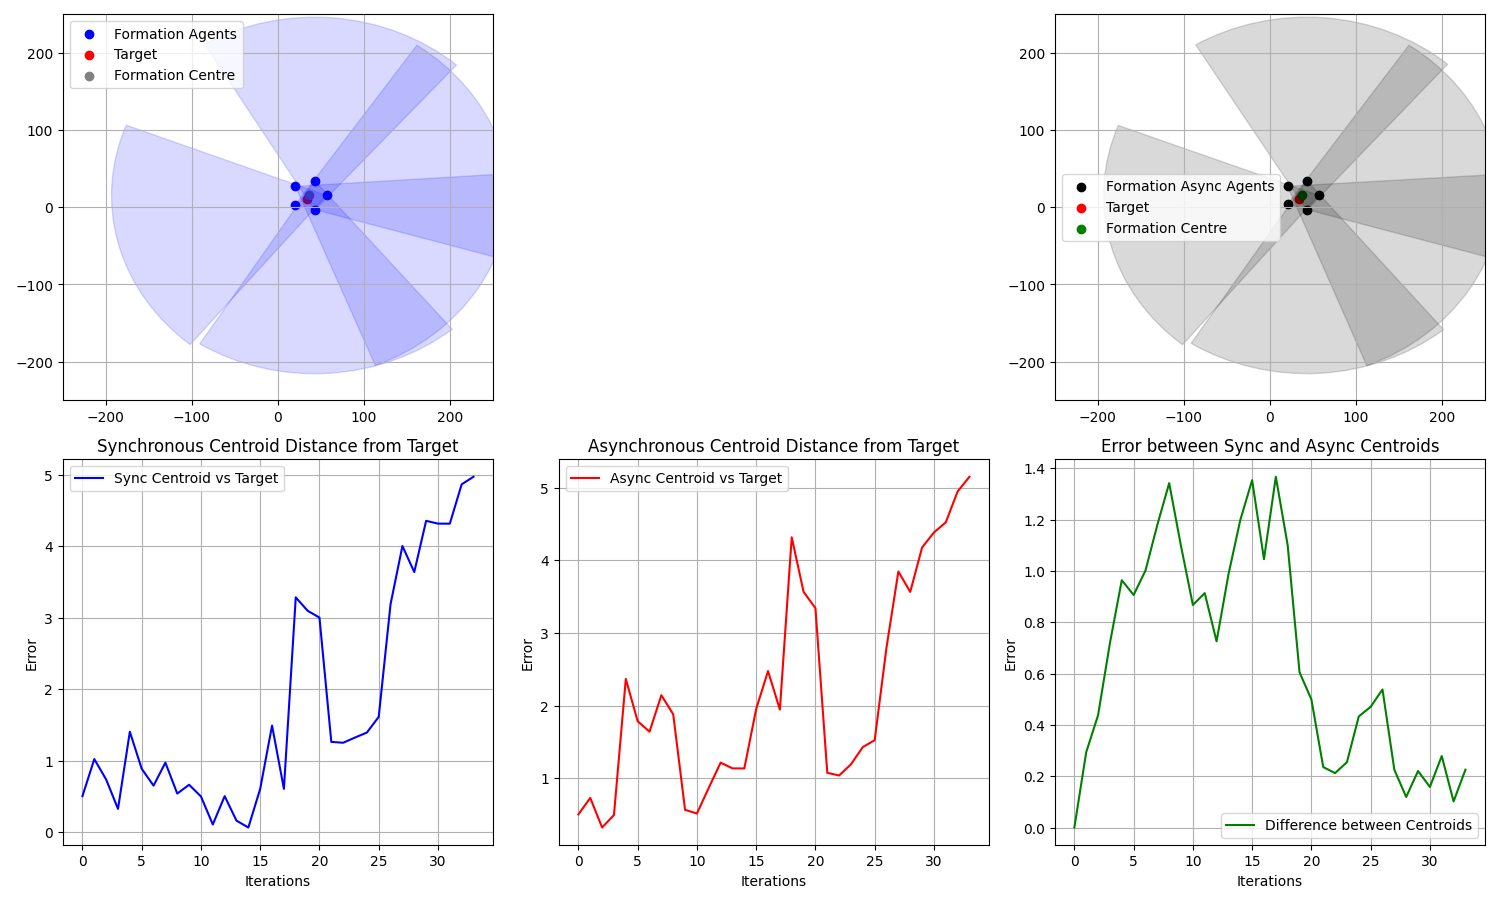 Formation Agents
Target
Formation Centre
200
100
0
−100
−200
−200 −100 0 100 200
Formation Async Agents
Target
Formation Centre
200
100
0
−100
−200
−200 −100 0 100 200
Synchronous Centroid Distance from Target
Sync Centroid vs Target
Error
5
4
3
2
1
0
0 5 10 15 20 25 30
Iterations
Asynchronous Centroid Distance from Target
Async Centroid vs Target
Error
5
4
3
2
1
0 5 10 15 20 25 30
Iterations
Error between Sync and Async Centroids
Error
1.4
1.2
1.0
0.8
0.6
0.4
0.2
0.0
Difference between Centroids
0 5 10 15 20 25 30
Iterations